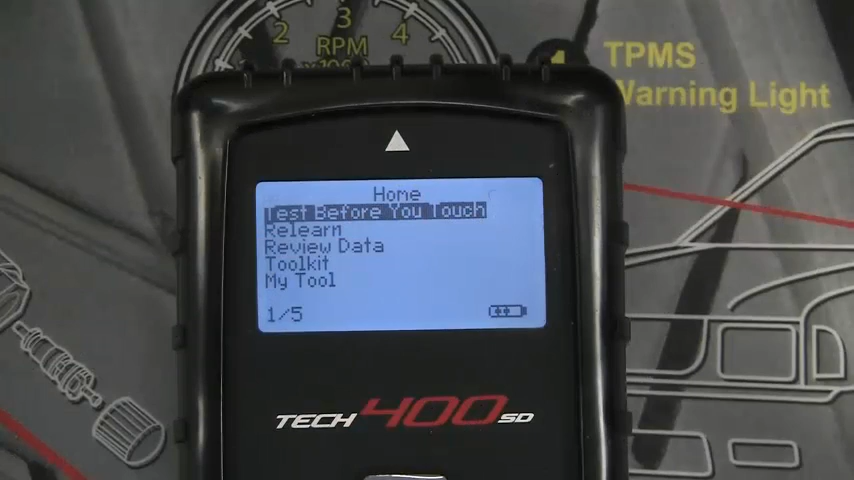 3
2
4
RPM
TPMS
Warning Light
Home
Test Before You Touch
Relearn
Review Data
Toolkit
My Tool
1/5
TECH400SD